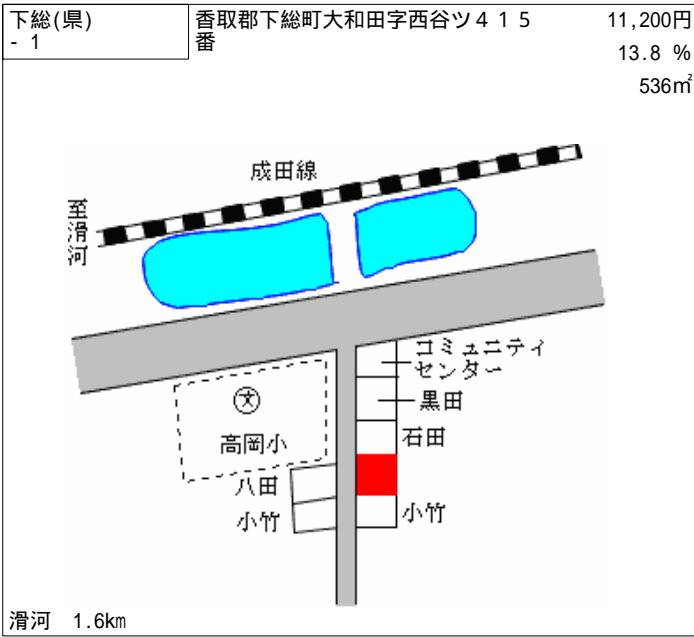 下総(県)
- 1
香取郡下総町大和田字西谷ツ４１５
番
11,200円
13.8 %
536㎡
成田線
至滑河
コミュニティ
センター
黒田
文
高岡小
石田
八田
小竹
小竹
滑河 1.6km